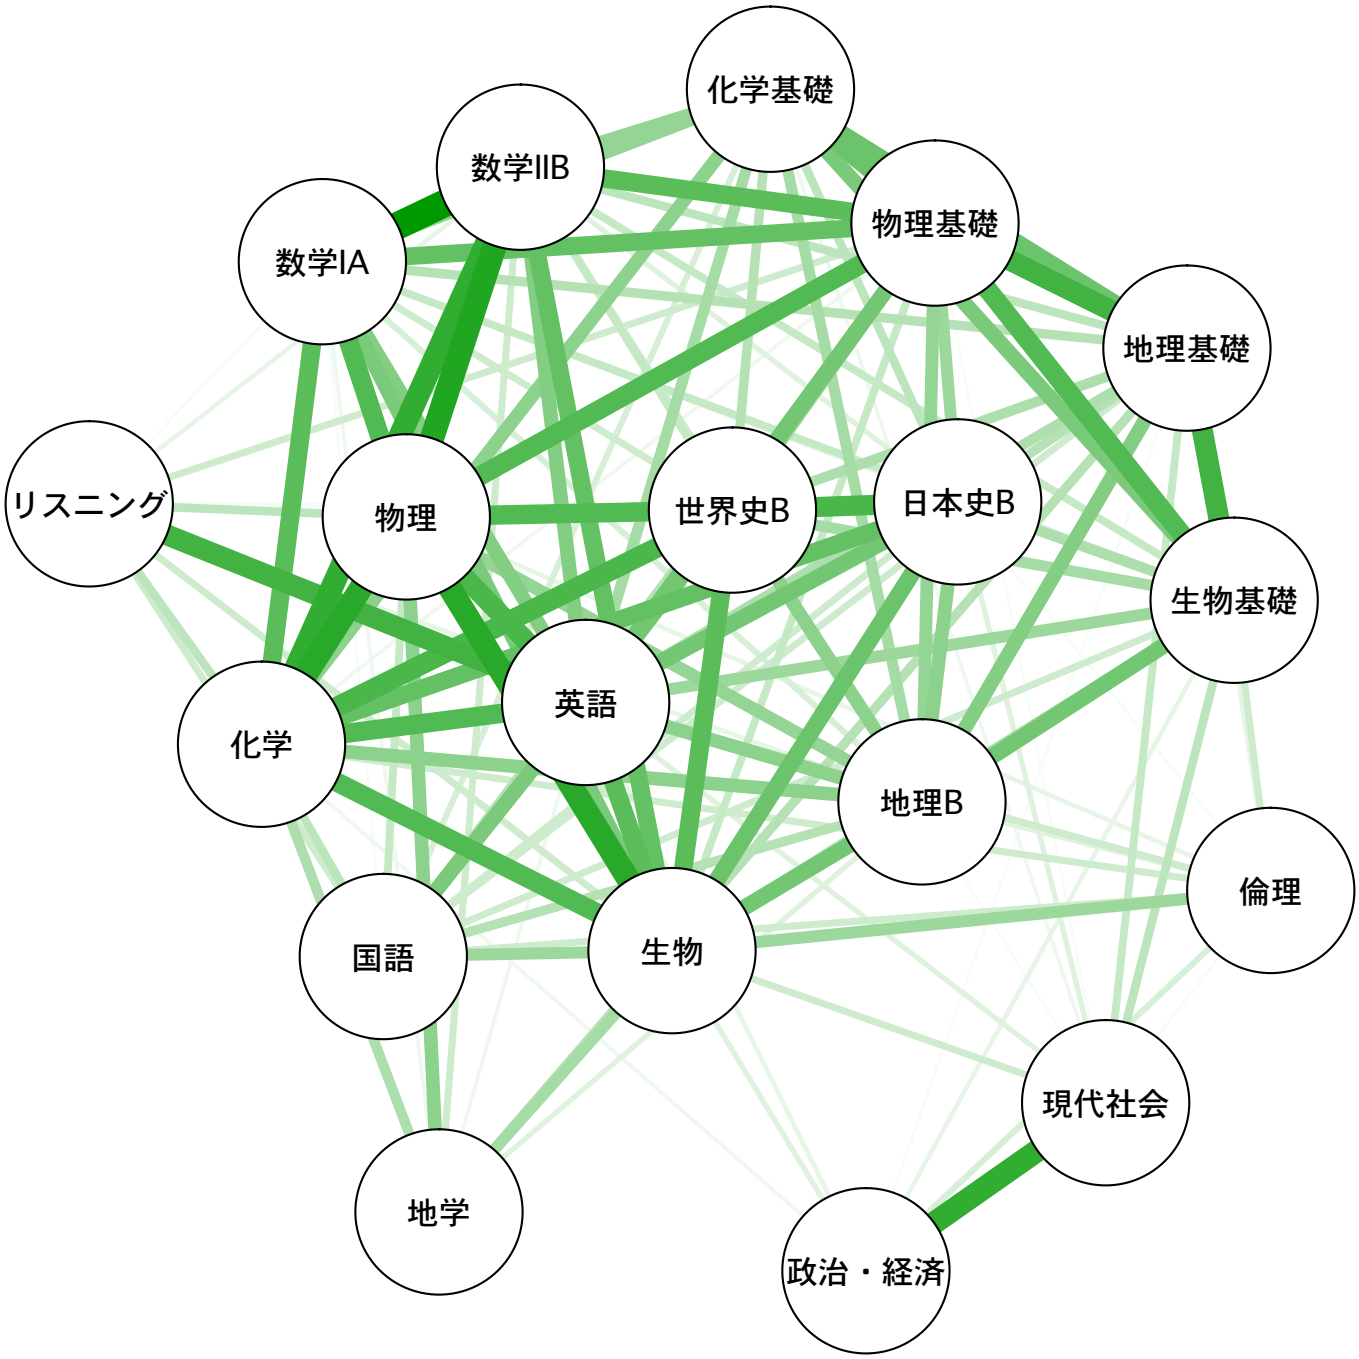 化学基礎
数学IIB
物理基礎
数学IA
地理基礎
リスニング
物理
世界史B
日本史B
生物基礎
英語
化学
地理B
倫理
国語
生物
現代社会
地学
政治・経済